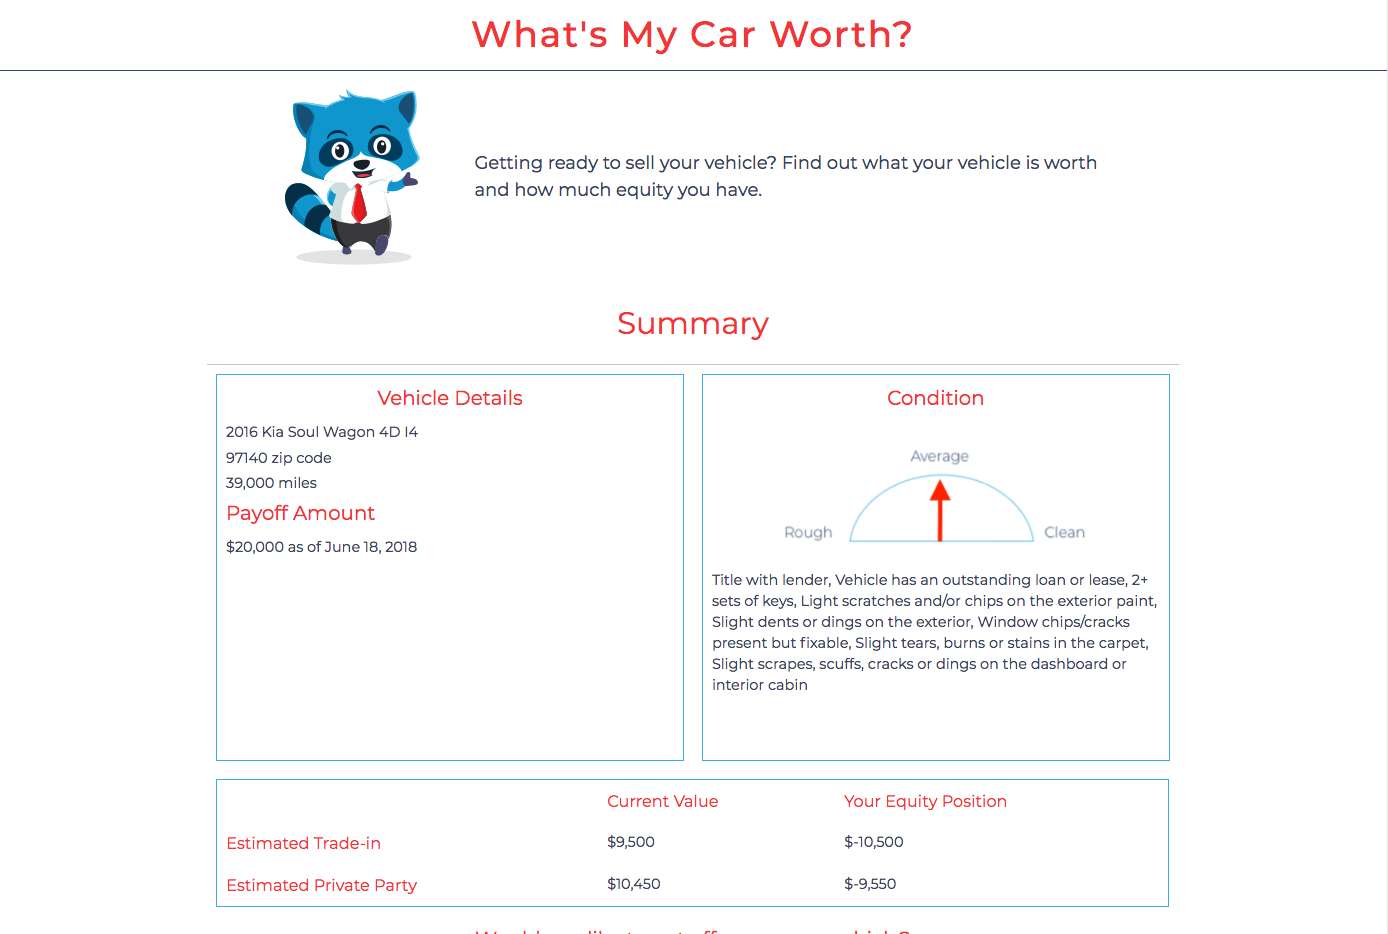 What's My Car Worth?
Getting ready to sell your vehicle? Find out what your vehicle is worth
and how much equity you have.
Summary
Vehicle Details
2016 Kia Soul Wagon 4D I4
97140 zip code
39,000 miles
Payoff Amount
$20,000 as of June 18, 2018
Condition
Average
Rough
Clean
Title with lender, Vehicle has an outstanding loan or lease, 2+
sets of keys, Light scratches and/or chips on the exterior paint,
Slight dents or dings on the exterior, Window chips/cracks
present but fixable, Slight tears, burns or stains in the carpet,
Slight scrapes, scuffs, cracks or dings on the dashboard or
interior cabin
Current Value Your Equity Position
Estimated Trade-in $9,500 $-10,500
Estimated Private Party $10,450 $-9,550